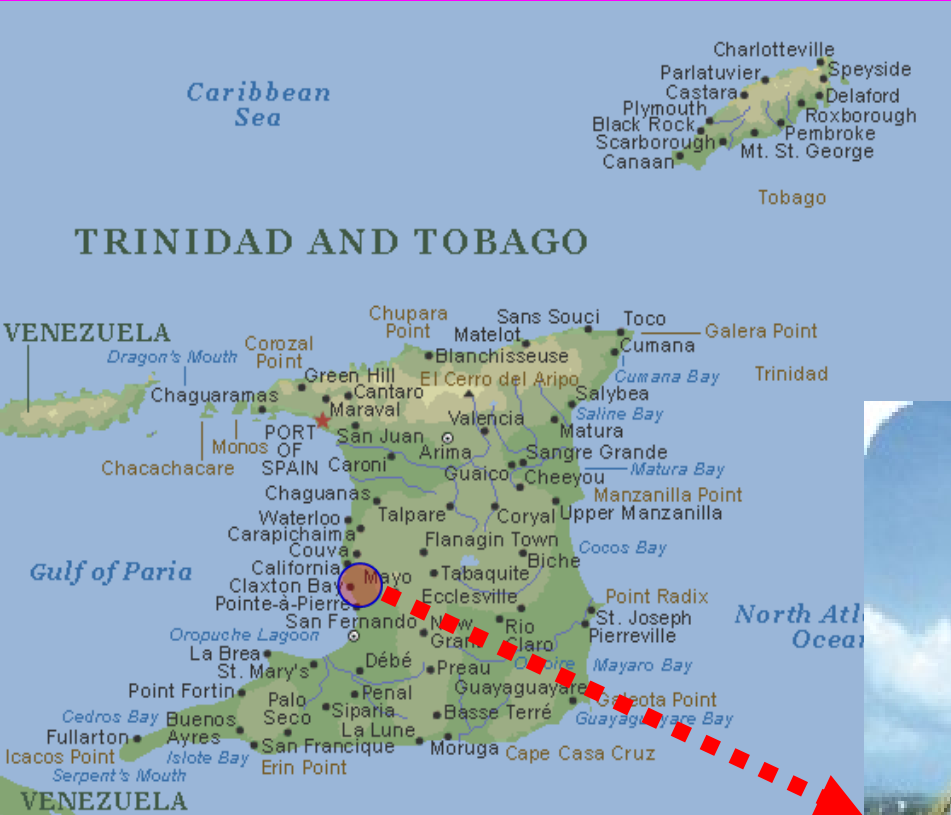 Charlotteville
Parlatuvier
Speyside
Castara
Delaford
Plymouth
Roxborough
Black Rock
Pembroke
Scarborough
Mt. St. George
Canaan
Caribbean
Sea
Tobago
TRINIDAD AND TOBAGO
VENEZUELA
Dragon's Mouth
Corozal
Point
Chupara
Point
Sans Souci
Toco
Matelot
Galera Point
Blanchisseuse
Cumana
Green Hill
El Cerro del Aripo
Cumana Bay
Trinidad
Chaguaramas
Cantaro
Salybea
Maraval
Valencia
Saline Bay
Monos
PORT
OF
SPAIN
San Juan
Arima
Matura
Chacachacare
Caroni
Guaico
Sangre Grande
Cheeyou
Matura Bay
Chaguanas
Manzanilla Point
Talpare
Coryal
Upper Manzanilla
Waterloo
Carapichaima
Flanagin Town
Cocos Bay
Couva
Biche
California
Gulf of Paria
Mayo
Tabaquite
Claxton Bay
Ecclesville
Point Radix
Pointe-à-Pierre
San Fernando
New
Grant
Rio
Claro
St. Joseph
Pierreville
North Atl
Ocea
Oropuche Lagoon
La Brea
Débé
Preau
Mayaro Bay
St. Mary's
Point Fortin
Penal
Guayaguayare
Galeota Point
Palo
Seco
Siparia
Basse Terré
Guayaguayare Bay
Cedros Bay
Buenos
Ayres
La Lune
Fullarton
San Francique
Moruga
Cape Casa Cruz
Icacos Point
Islote Bay
Erin Point
Serpent's Mouth
VENEZUELA